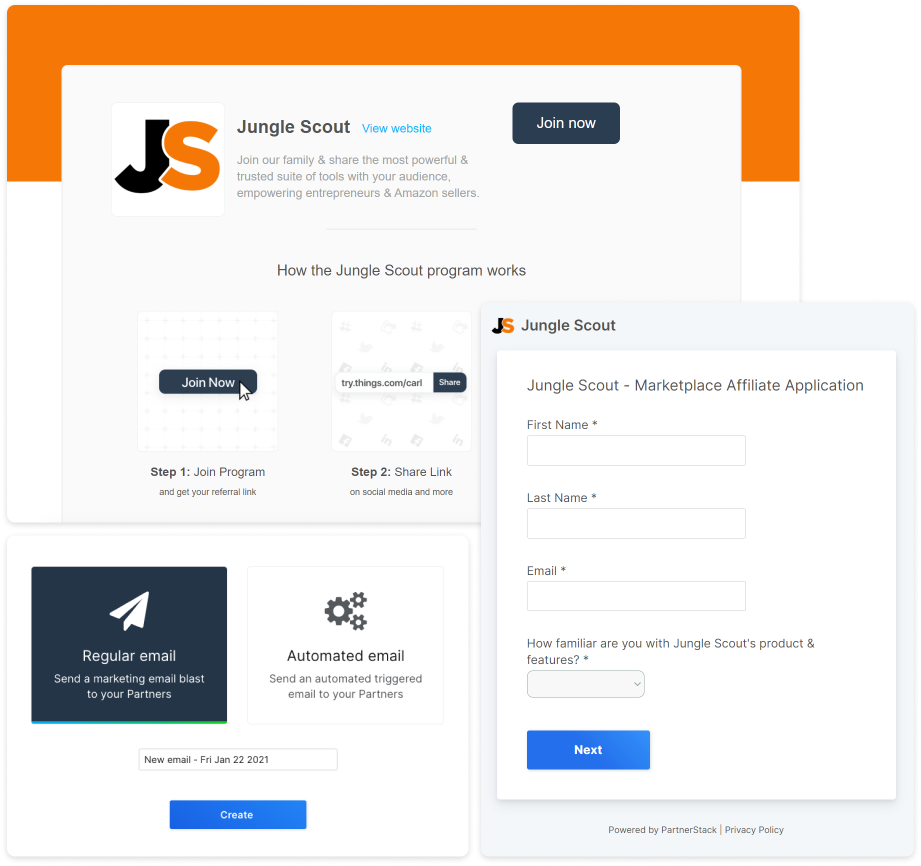 JS
Jungle Scout View website
Join now
Join our family & share the most powerful &
trusted suite of tools with your audience,
empowering entrepreneurs & Amazon sellers.
How the Jungle Scout program works
Join Now
try.things.com/carl Share
Step 1: Join Program
and get your referral link
Step 2: Share Link
on social media and more
JS Jungle Scout
Jungle Scout - Marketplace Affiliate Application
First Name *
Last Name *
Email *
How familiar are you with Jungle Scout's product &
features? *
Next
Powered by PartnerStack | Privacy Policy
Regular email
Send a marketing email blast
to your Partners
Automated email
Send an automated triggered
email to your Partners
New email - Fri Jan 22 2021
Create